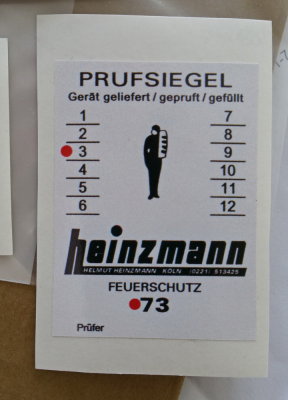 PRUFSIEGEL
Gerät geliefert / gepruft / gefüllt
1 7
2 8
3 9
4 10
5 11
6 12
heinzmann
HELMUT HEINZMANN KÖLN (0221) 513425
FEUERSCHUTZ
73
Prüfer